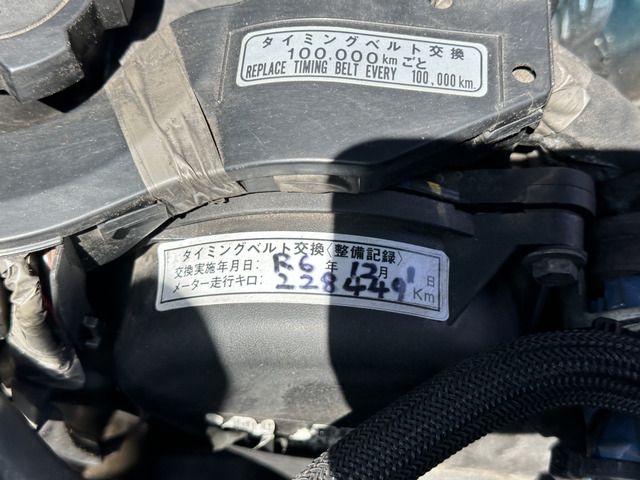 タイミングベルト交換
100,000kmごと
REPLACE TIMING BELT EVERY 100,000km.
タイミングベルト交換〈整備記録〉
交換実施年月日: R.6年 12月 1日
メーター走行キロ: 228449 Km